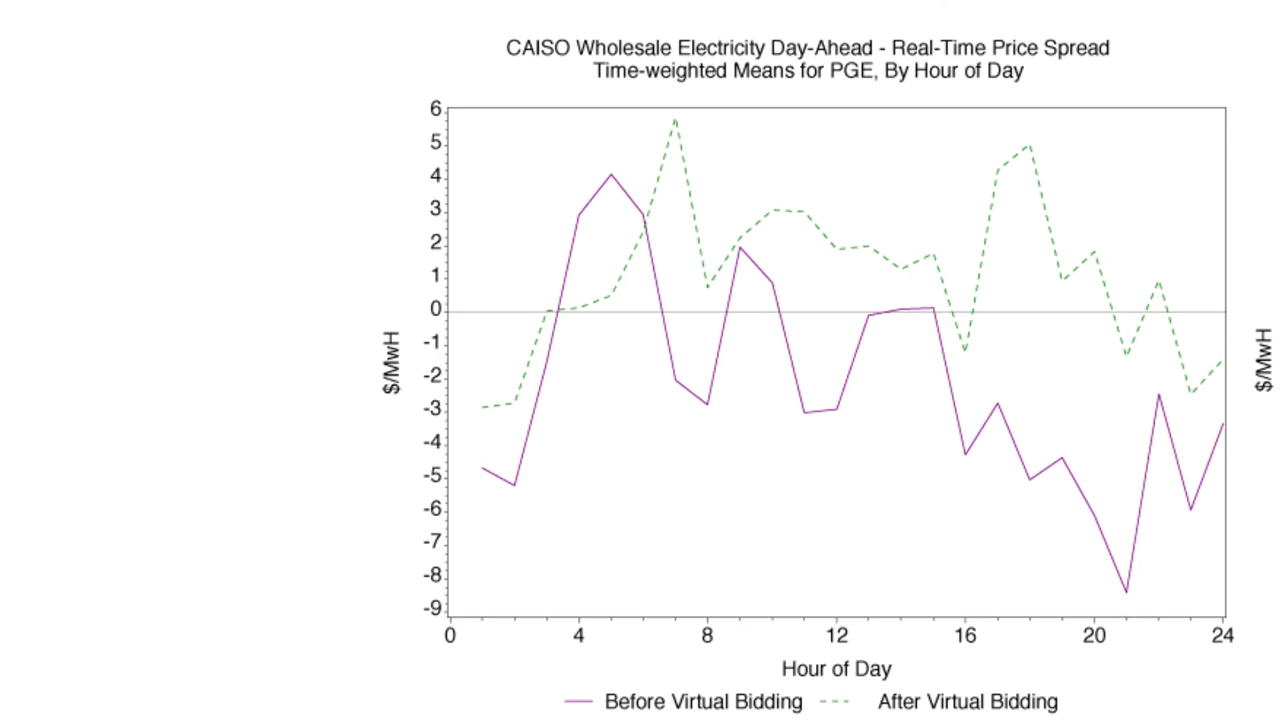 CAISO Wholesale Electricity Day-Ahead - Real-Time Price Spread
Time-weighted Means for PGE, By Hour of Day
6
5
4
3
2
1
0
-1
-2
-3
-4
-5
-6
-7
-8
-9
$/MwH
$/MwH
0 4 8 12 16 20 24
Hour of Day
Before Virtual Bidding After Virtual Bidding